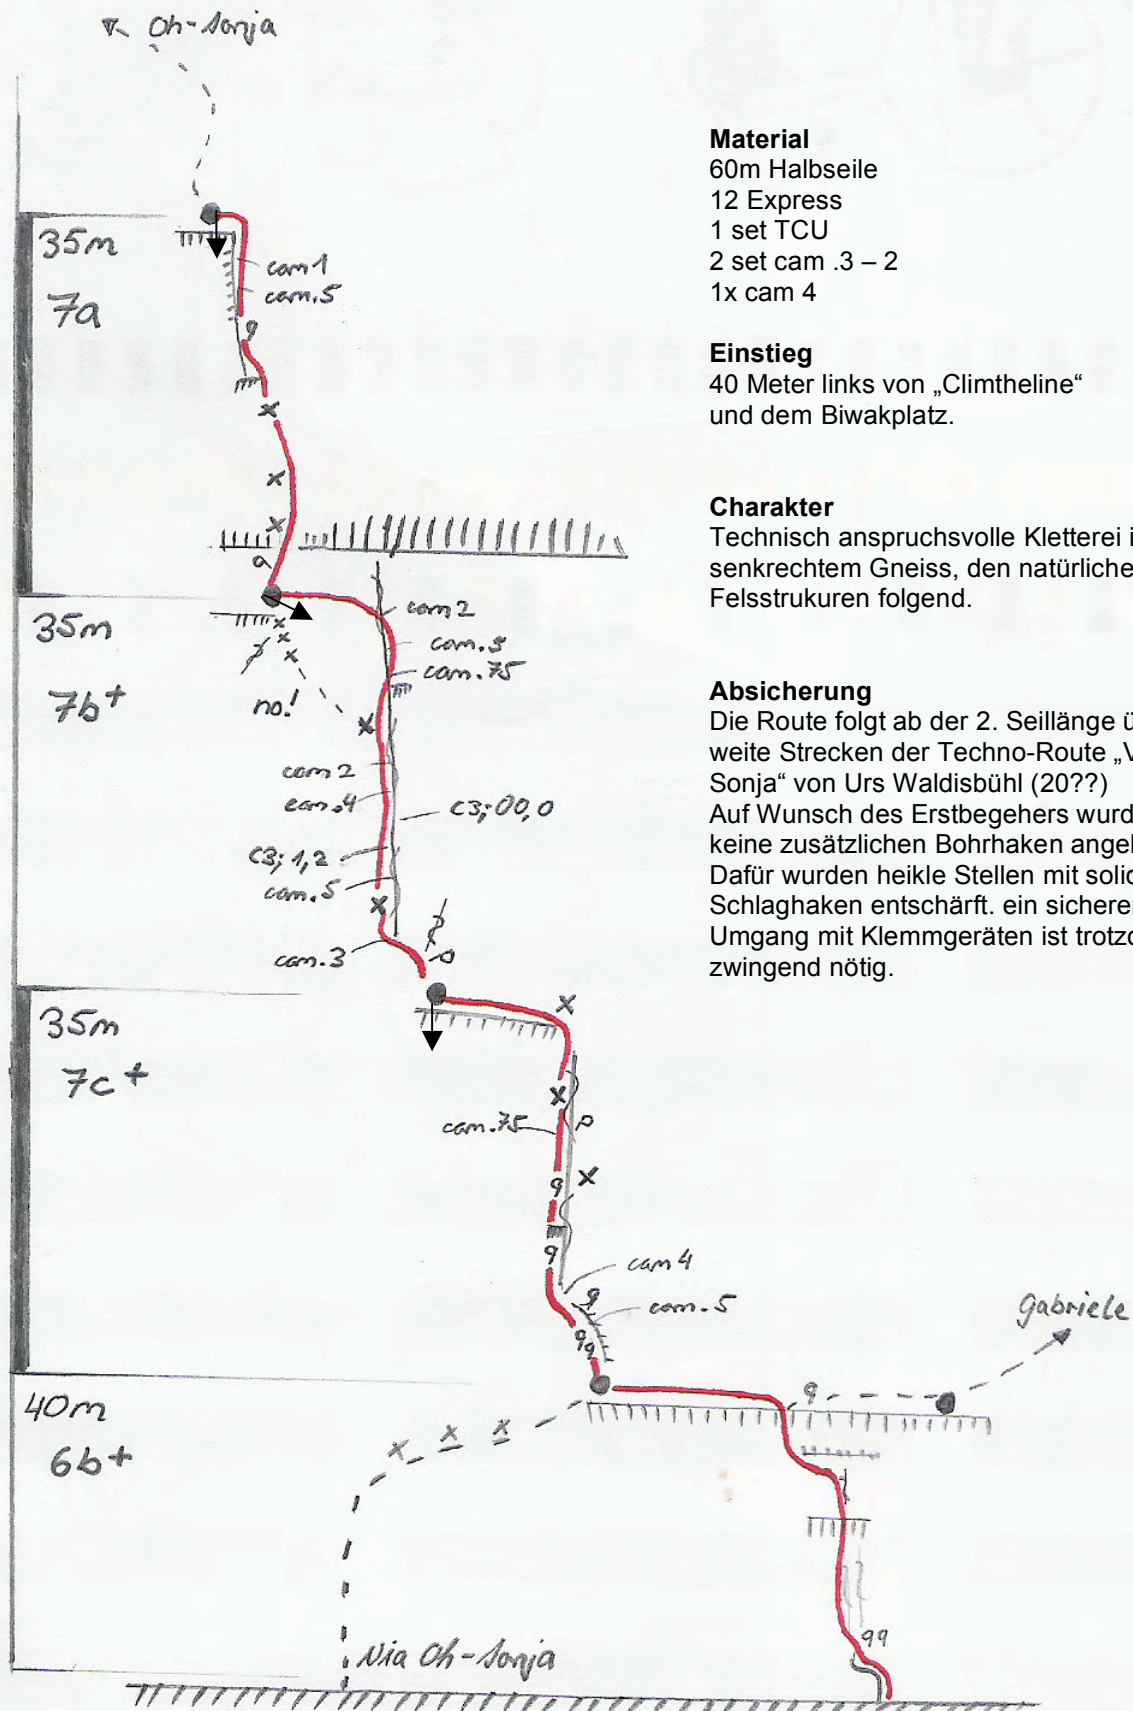 Oh-Sonja
35m
7a
cam 1
cam .5
35m
7b+
cam 2
cam .5
cam .75
no!
cam 2
cam .4
C3; 00, 0
C3; 1, 2
cam .5
cam .3
35m
7c+
cam .75
cam 4
cam .5
Gabriele
40m
6b+
Via Oh-Sonja
Material
60m Halbseile
12 Express
1 set TCU
2 set cam .3 – 2
1x cam 4
Einstieg
40 Meter links von „Climtheline“
und dem Biwakplatz.
Charakter
Technisch anspruchsvolle Kletterei i
senkrechtem Gneiss, den natürliche
Felsstrukuren folgend.
Absicherung
Die Route folgt ab der 2. Seillänge ü
weite Strecken der Techno-Route „V
Sonja“ von Urs Waldisbühl (20??)
Auf Wunsch des Erstbegehers wurd
keine zusätzlichen Bohrhaken angel
Dafür wurden heikle Stellen mit solid
Schlaghaken entschärft. ein sicherer
Umgang mit Klemmgeräten ist trotzd
zwingend nötig.